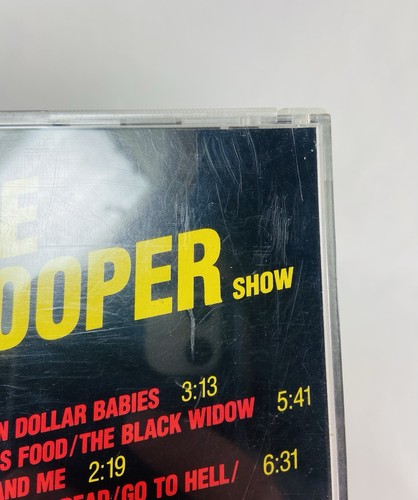 E
OOPER SHOW
N DOLLAR BABIES 3:13
S FOOD/THE BLACK WIDOW 5:41
AND ME 2:19
EAD/GO TO HELL/ 6:31